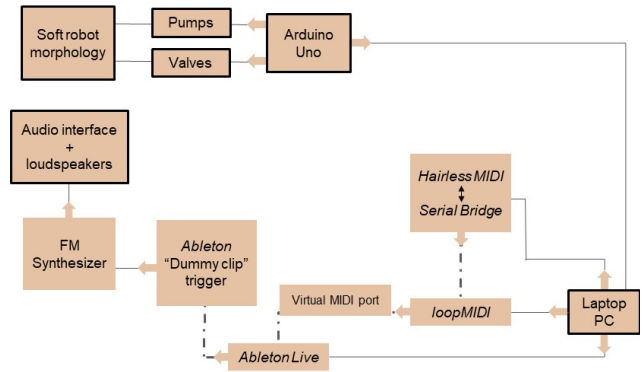 Soft robot
morphology
Pumps
Valves
Arduino
Uno
Audio interface
+
loudspeakers
Hairless MIDI
Serial Bridge
FM
Synthesizer
Ableton
“Dummy clip”
trigger
Virtual MIDI port
loopMIDI
Laptop
PC
Ableton Live